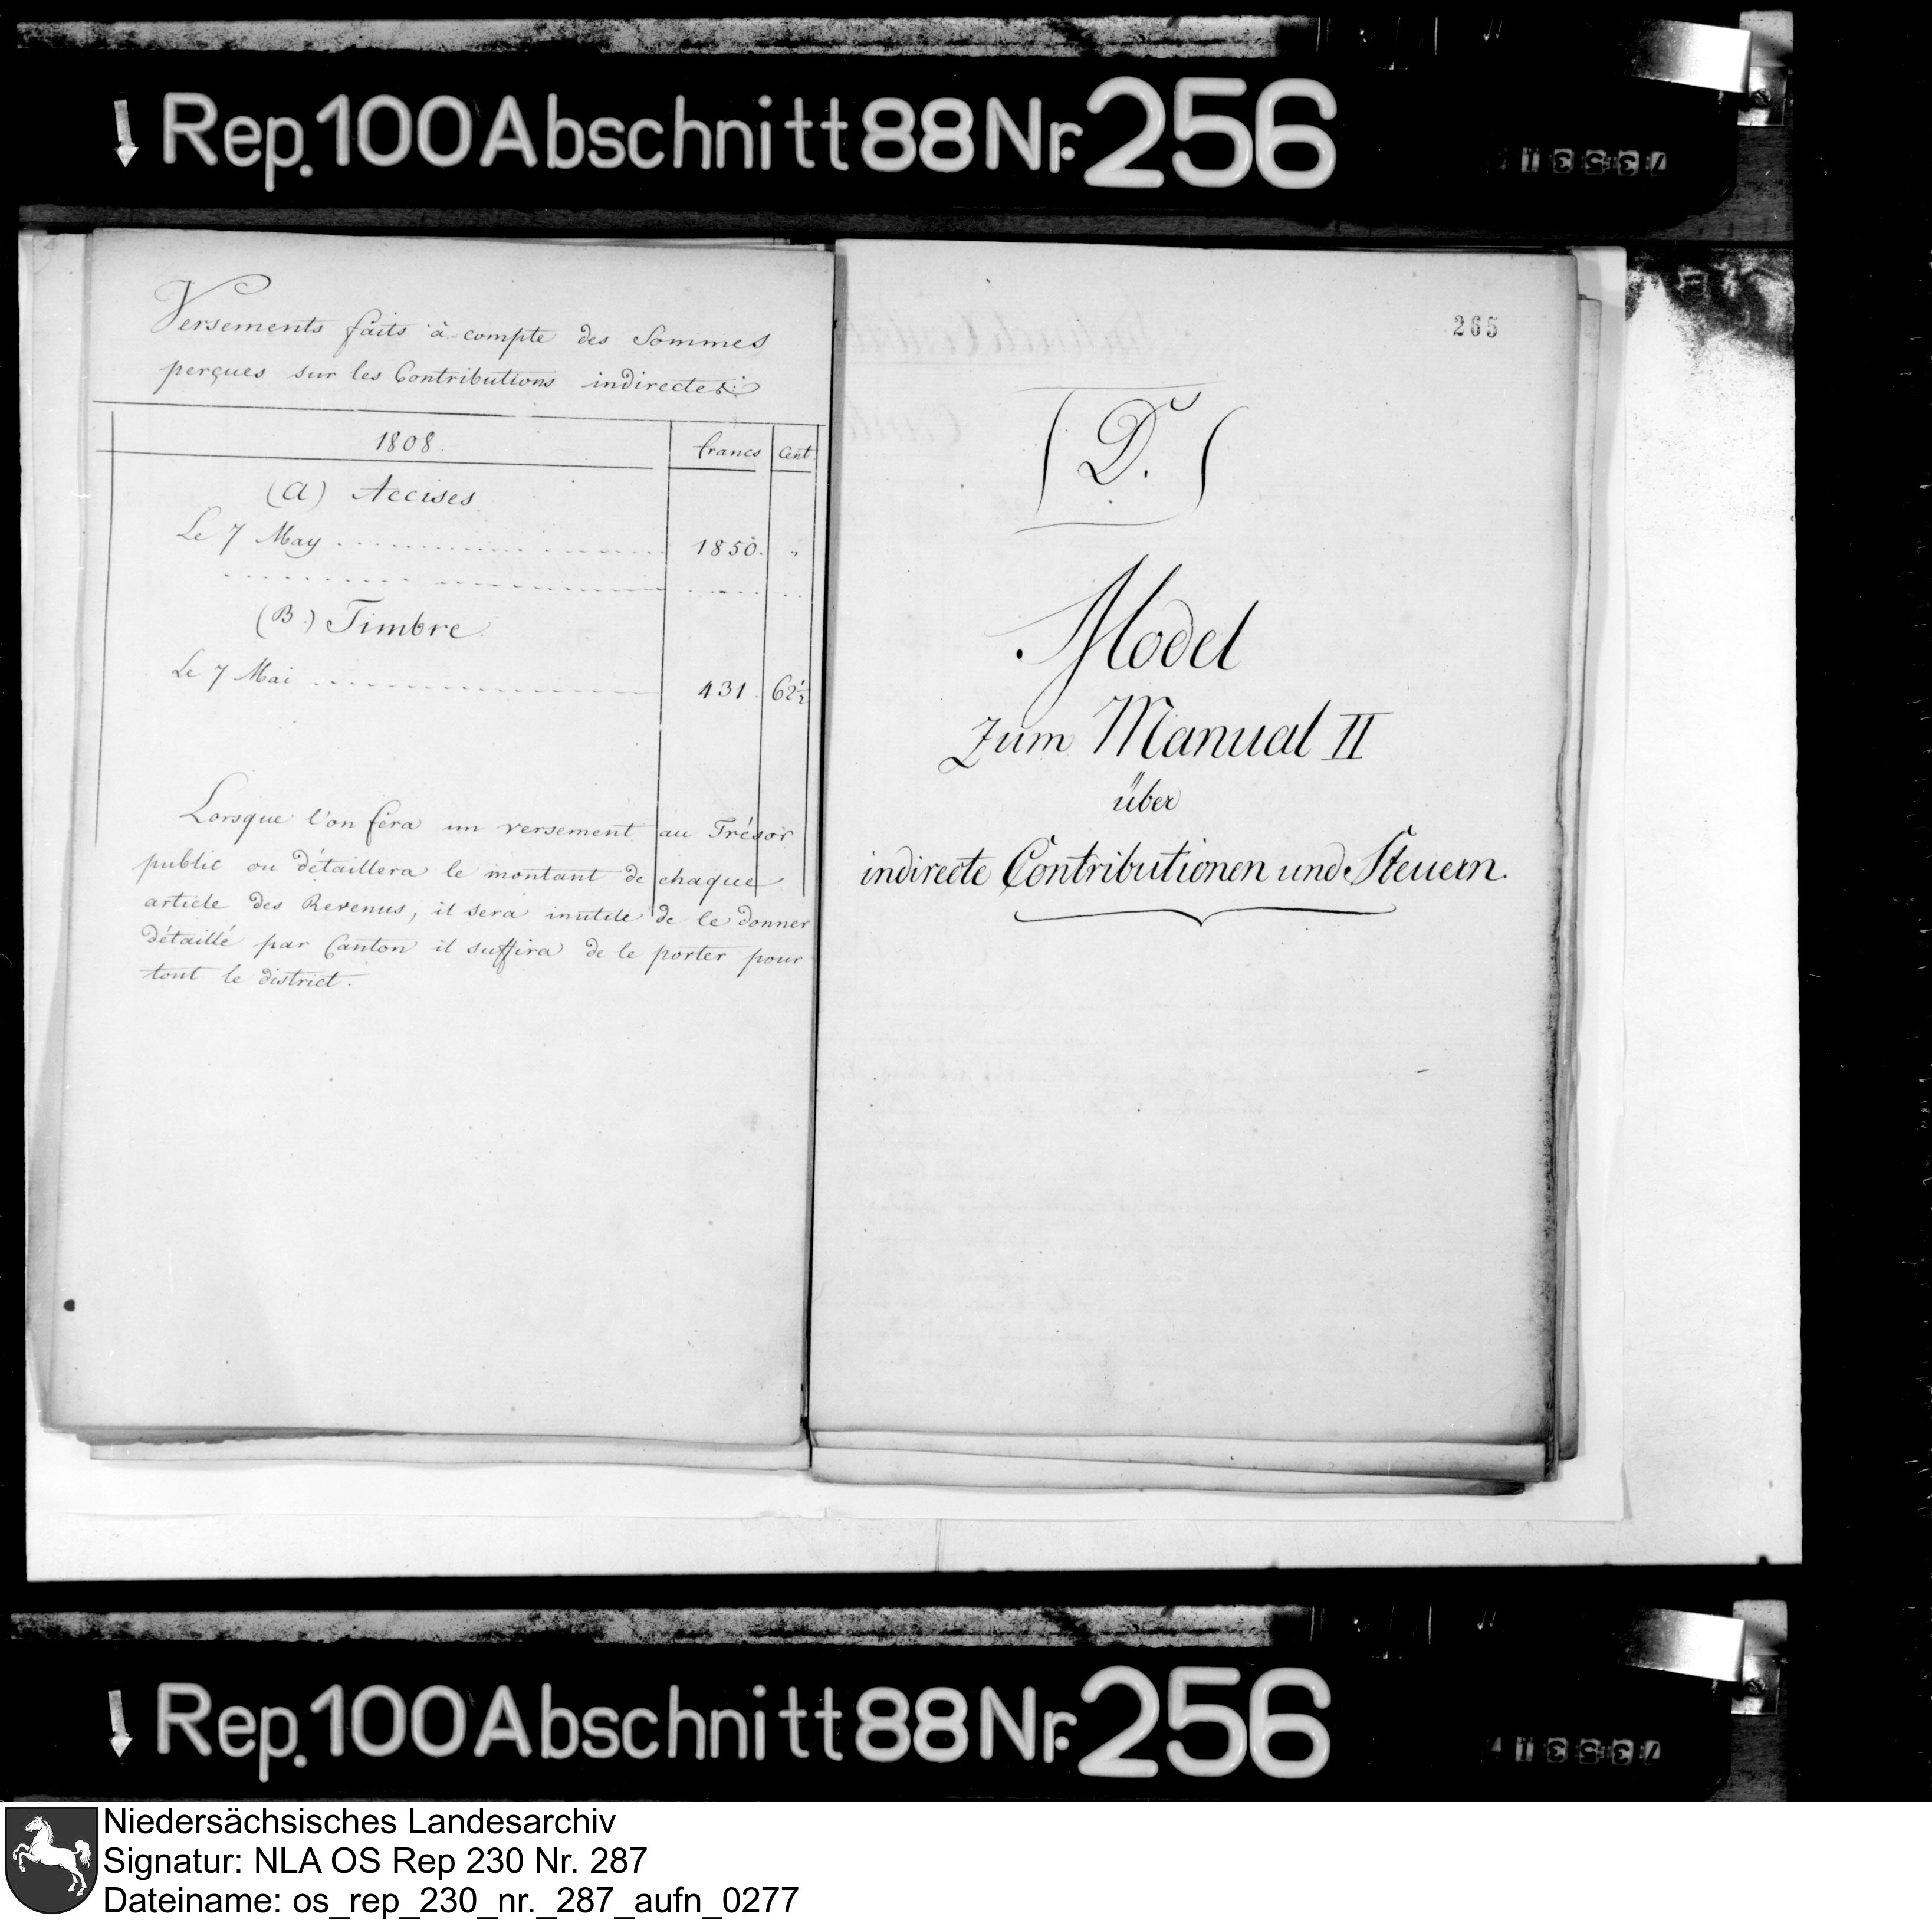 Rep. 100 Abschnitt 88 Nr. 256
Versements faits à compte des Sommes
perçues sur les Contributions indirectes:
1808. francs Cent
(A) Accises
Le 7 May 1850. "
(B.) Timbre
Le 7 Mai 431. 62½
Lorsque l'on fera un versement au Trésor
public ou détaillera le montant de chaque
article des Revenus, il sera inutile de le donner
détaillé par Canton il suffira de le porter pour
tout le district.
265
(D.)
Model
zum Manual II
über
indirecte Contributionen und Steuern.
Rep. 100 Abschnitt 88 Nr. 256
Niedersächsisches Landesarchiv
Signatur: NLA OS Rep 230 Nr. 287
Dateiname: os_rep_230_nr._287_aufn_0277